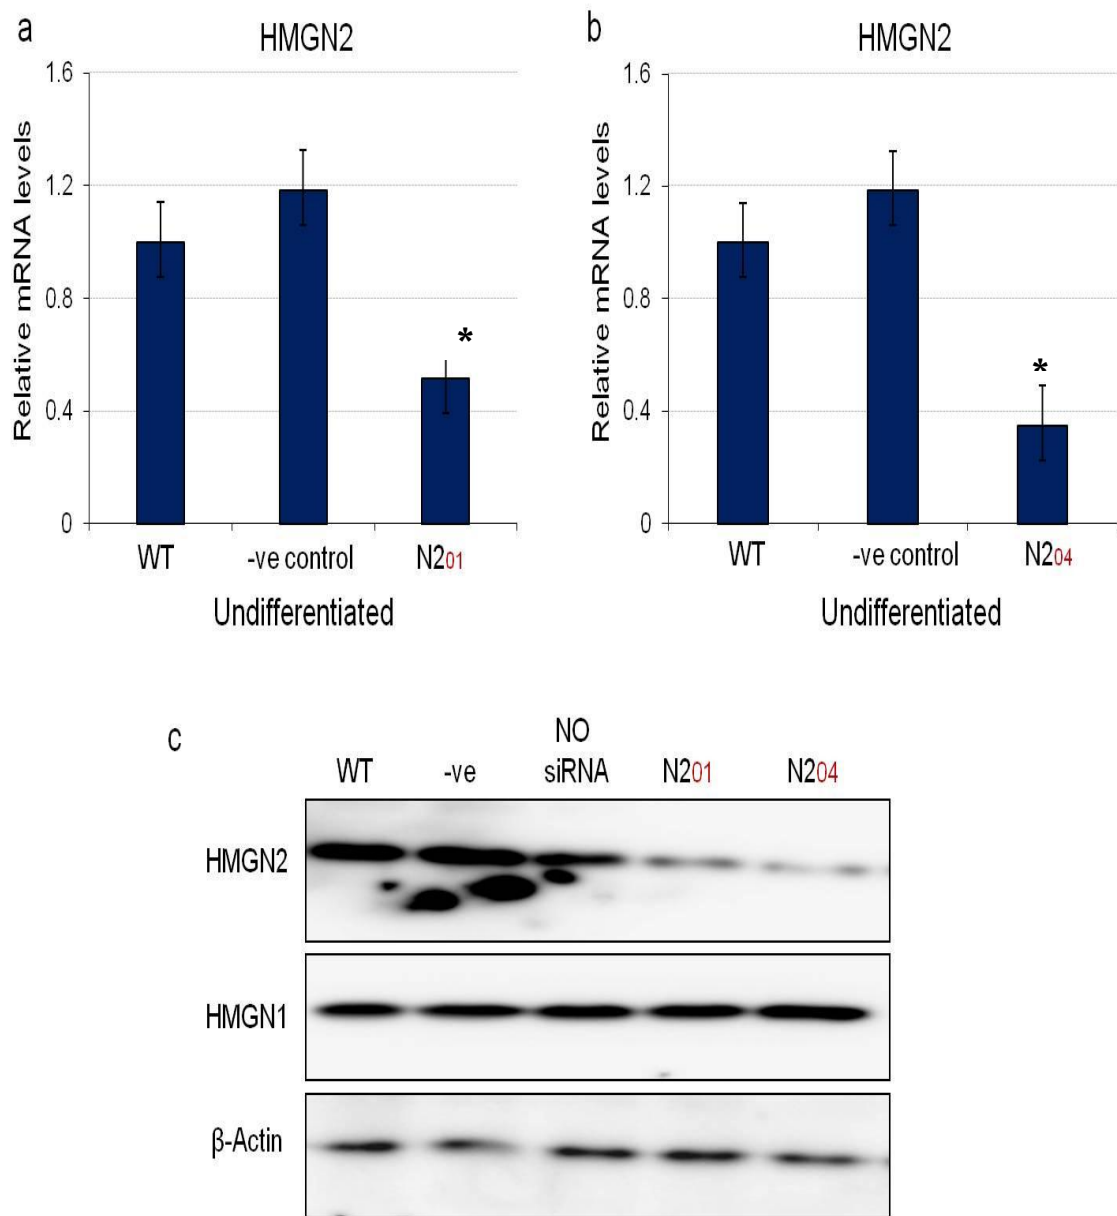 a
HMGN2
Relative mRNA levels
1.6
1.2
0.8
0.4
0
*
WT -ve control N201
Undifferentiated
b
HMGN2
Relative mRNA levels
1.6
1.2
0.8
0.4
0
*
WT -ve control N204
Undifferentiated
c
NO
WT -ve siRNA N201 N204
HMGN2
HMGN1
β-Actin